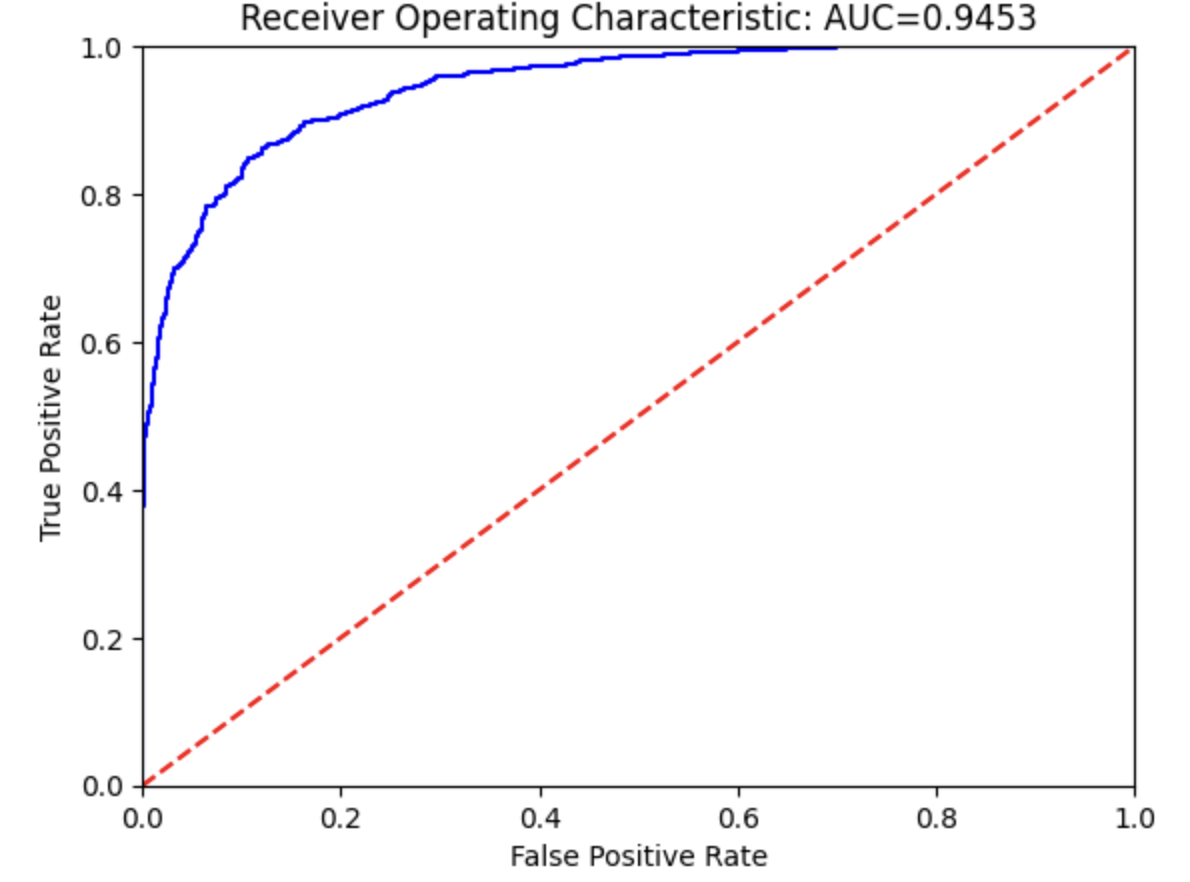 Receiver Operating Characteristic: AUC=0.9453
1.0
0.8
0.6
0.4
0.2
0.0
True Positive Rate
0.0 0.2 0.4 0.6 0.8 1.0
False Positive Rate